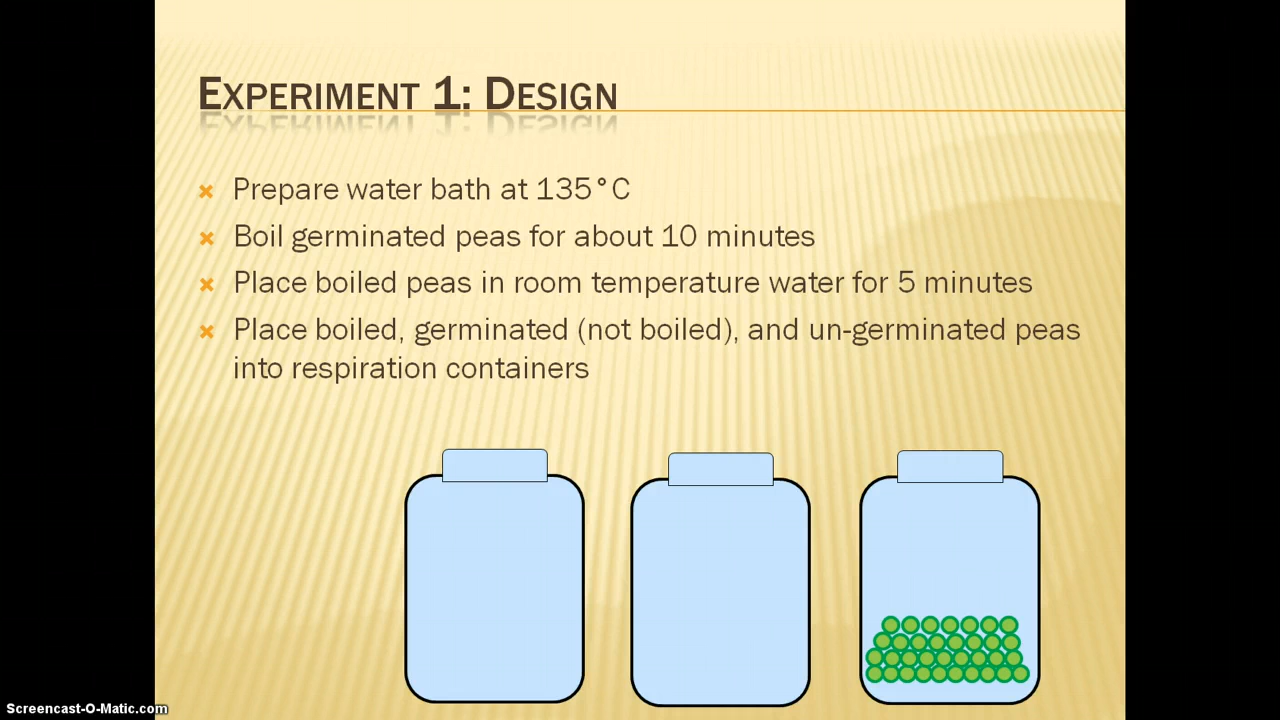 EXPERIMENT 1: DESIGN
Prepare water bath at 135°C
Boil germinated peas for about 10 minutes
Place boiled peas in room temperature water for 5 minutes
Place boiled, germinated (not boiled), and un-germinated peas
into respiration containers
Screencast-O-Matic.com